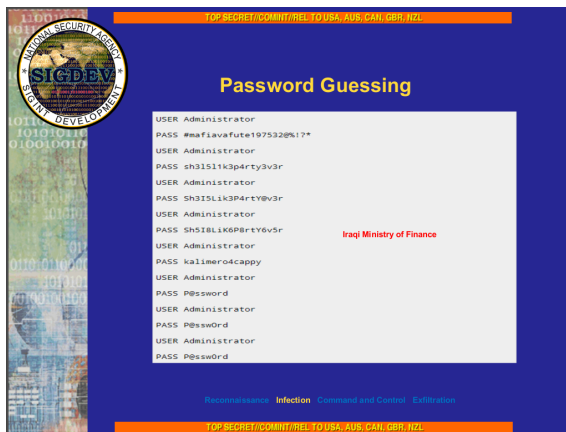 TOP SECRET//COMINT//REL TO USA, AUS, CAN, GBR, NZL
NATIONAL SECURITY AGENCY
SIGDEV
SIGINT DEVELOPMENT
Password Guessing
USER Administrator
PASS #mafiavafute197532@%!?*
USER Administrator
PASS sh3l5l1k3p4rty3v3r
USER Administrator
PASS Sh3I5Lik3P4rtY@v3r
USER Administrator
PASS Sh5I8LiK6P8rtY6v5r
Iraqi Ministry of Finance
USER Administrator
PASS kalimero4cappy
USER Administrator
PASS P@ssword
USER Administrator
PASS P@sswOrd
USER Administrator
PASS P@sswOrd
Reconnaissance Infection Command and Control Exfiltration
TOP SECRET//COMINT//REL TO USA, AUS, CAN, GBR, NZL